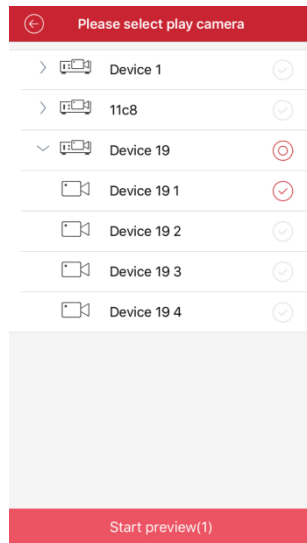 Please select play camera
Device 1
11c8
Device 19
Device 19 1
Device 19 2
Device 19 3
Device 19 4
Start preview(1)